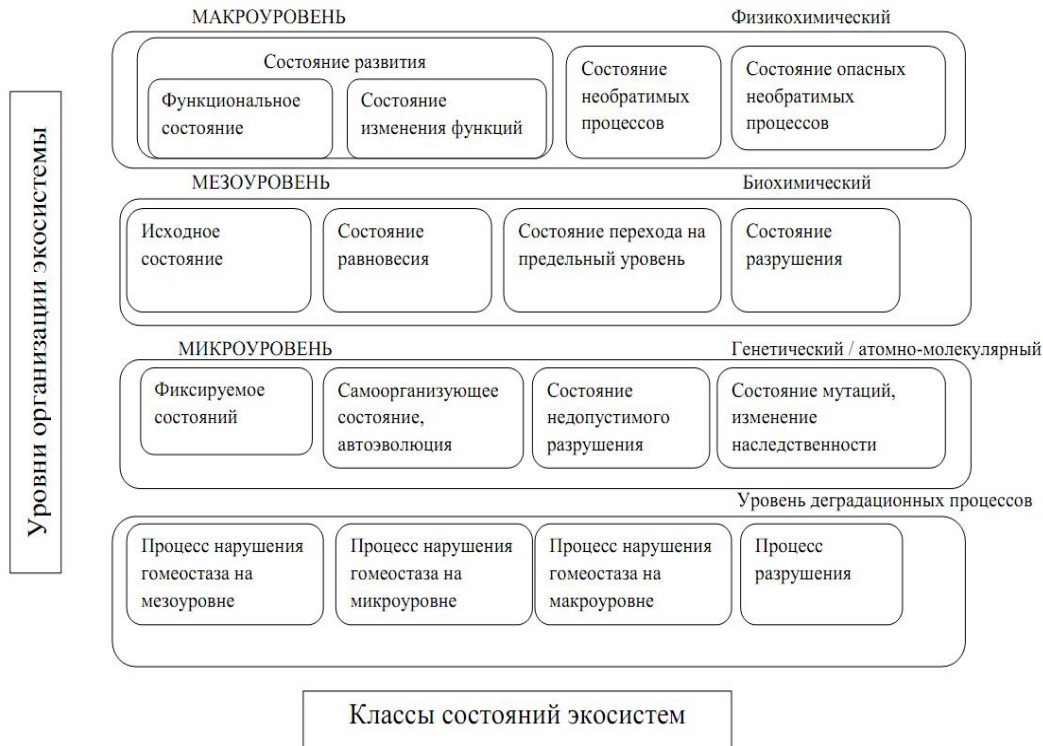 МАКРОУРОВЕНЬ
Физикохимический
Состояние развития
Функциональное
состояние
Состояние
изменения функций
Состояние
необратимых
процессов
Состояние опасных
необратимых
процессов
МЕЗОУРОВЕНЬ
Биохимический
Исходное
состояние
Состояние
равновесия
Состояние перехода на
предельный уровень
Состояние
разрушения
МИКРОУРОВЕНЬ
Генетический / атомно-молекулярный
Фиксируемое
состояний
Самоорганизующее
состояние,
автоэволюция
Состояние
недопустимого
разрушения
Состояние мутаций,
изменение
наследственности
Уровень деградационных процессов
Процесс нарушения
гомеостаза на
мезоуровне
Процесс нарушения
гомеостаза на
микроуровне
Процесс нарушения
гомеостаза на
макроуровне
Процесс
разрушения
Уровни организации экосистемы
Классы состояний экосистем